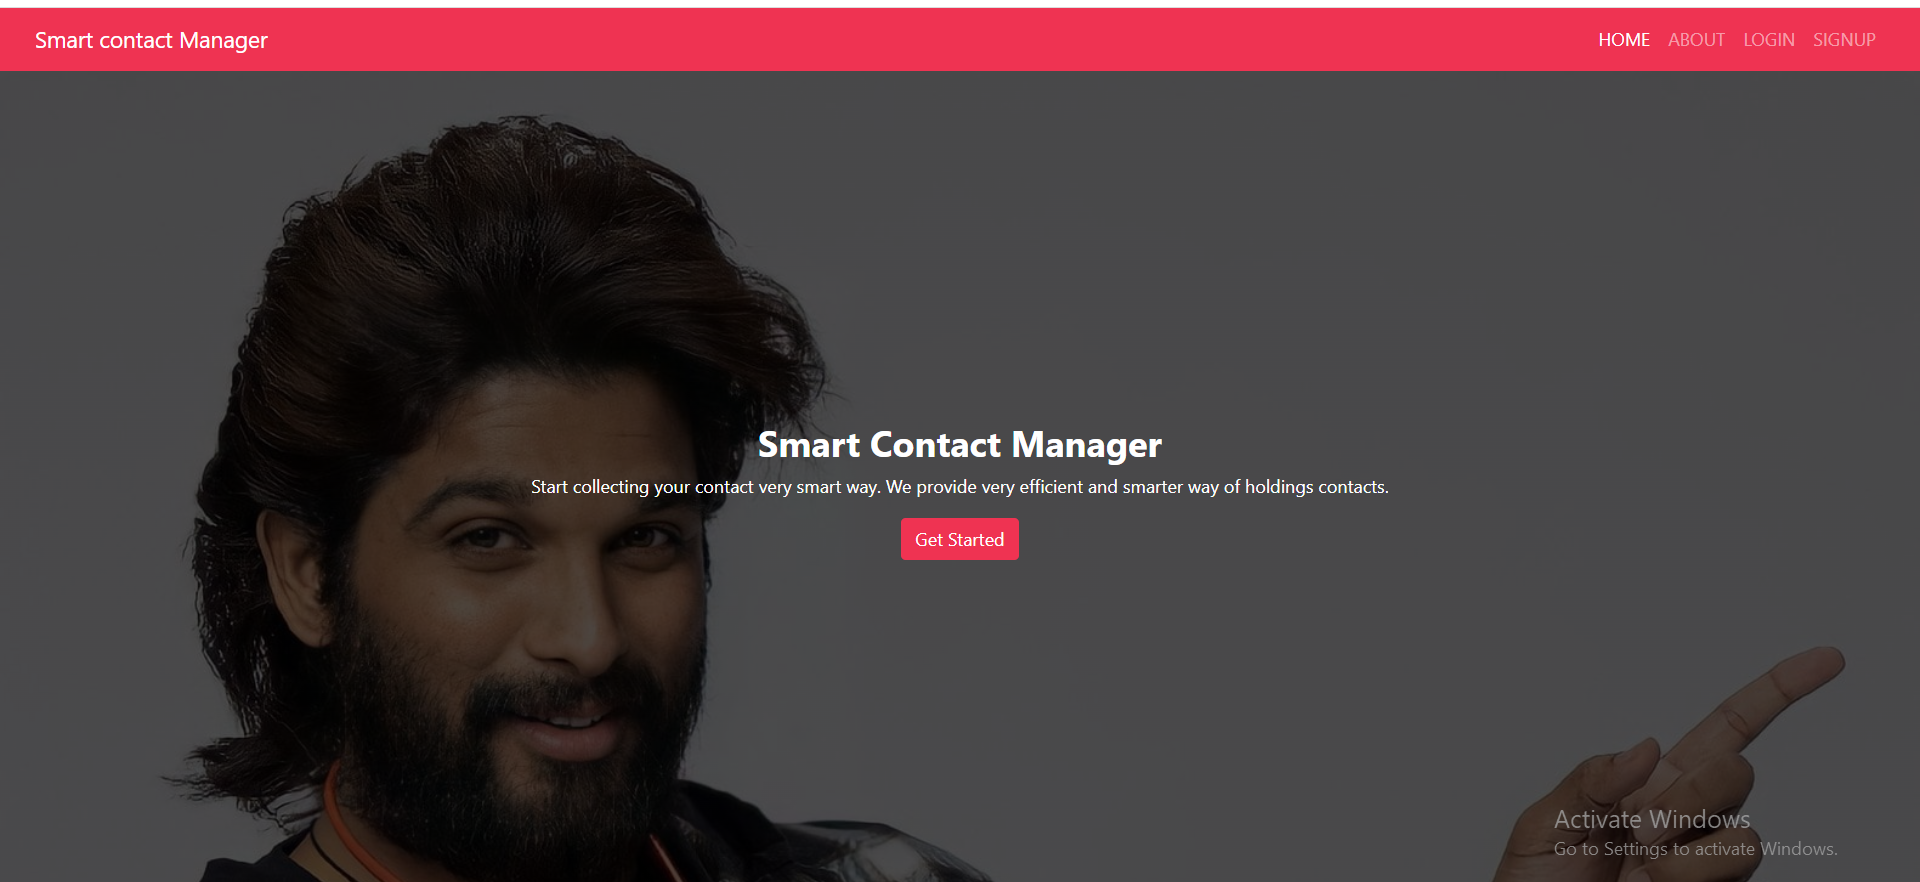 Smart contact Manager
HOME ABOUT LOGIN SIGNUP
Smart Contact Manager
Start collecting your contact very smart way. We provide very efficient and smarter way of holdings contacts.
Get Started
Activate Windows
Go to Settings to activate Windows.